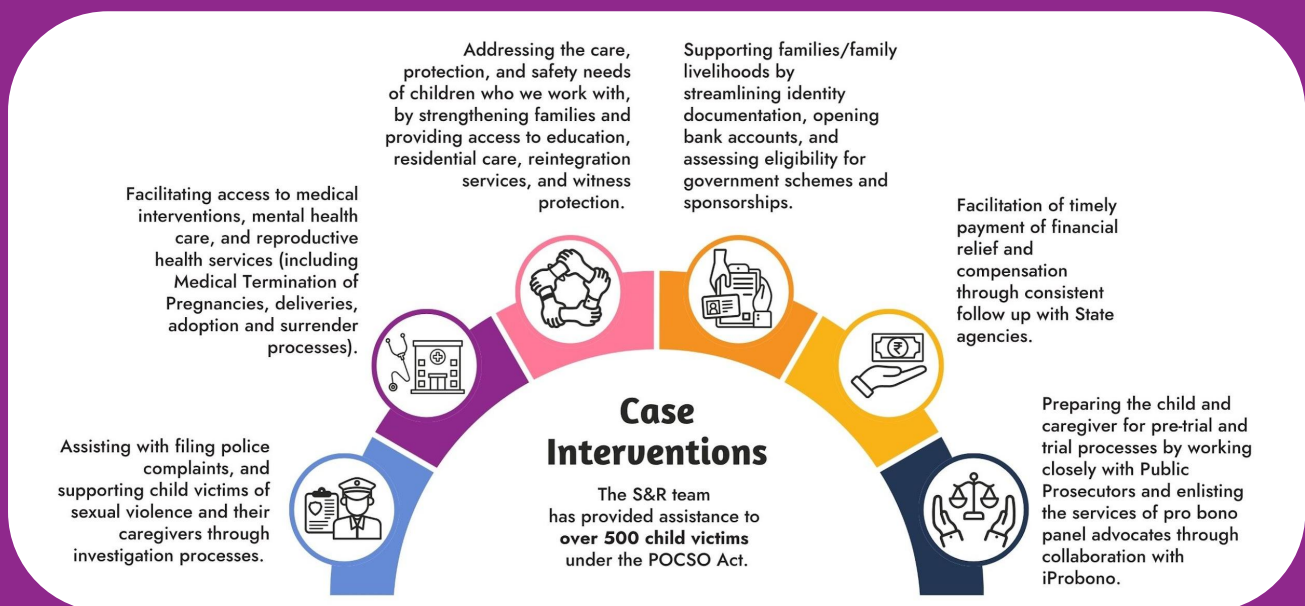 Assisting with filing police
complaints, and
supporting child victims of
sexual violence and their
caregivers through
investigation processes.
Facilitating access to medical
interventions, mental health
care, and reproductive
health services (including
Medical Termination of
Pregnancies, deliveries,
adoption and surrender
processes).
Addressing the care,
protection, and safety needs
of children who we work with,
by strengthening families and
providing access to education,
residential care, reintegration
services, and witness
protection.
Supporting families/family
livelihoods by
streamlining identity
documentation, opening
bank accounts, and
assessing eligibility for
government schemes and
sponsorships.
Facilitation of timely
payment of financial
relief and
compensation
through consistent
follow up with State
agencies.
Preparing the child and
caregiver for pre-trial and
trial processes by working
closely with Public
Prosecutors and enlisting
the services of pro bono
panel advocates through
collaboration with
iProbono.
₹
Case
Interventions
The S&R team
has provided assistance to
over 500 child victims
under the POCSO Act.